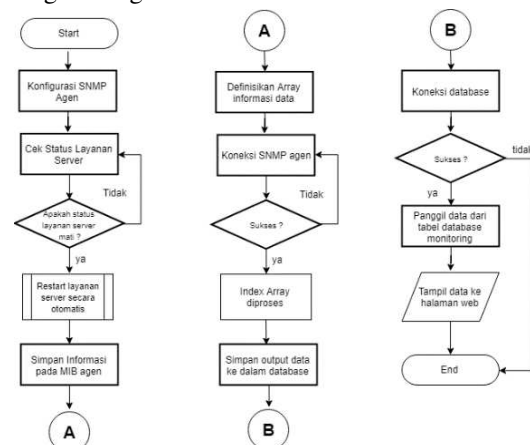 Start
Konfigurasi SNMP
Agen
Cek Status Layanan
Server
Tidak
Apakah status
layanan server
mati ?
ya
Restart layanan
server secara
otomatis
Simpan Informasi
pada MIB agen
A
A
Definisikan Array
informasi data
Koneksi SNMP agen
Tidak
Sukses ?
ya
Index Array
diproses
Simpan output data
ke dalam database
B
B
Koneksi database
tidak
Sukses ?
ya
Panggil data dari
tabel database
monitoring
Tampil data ke
halaman web
End